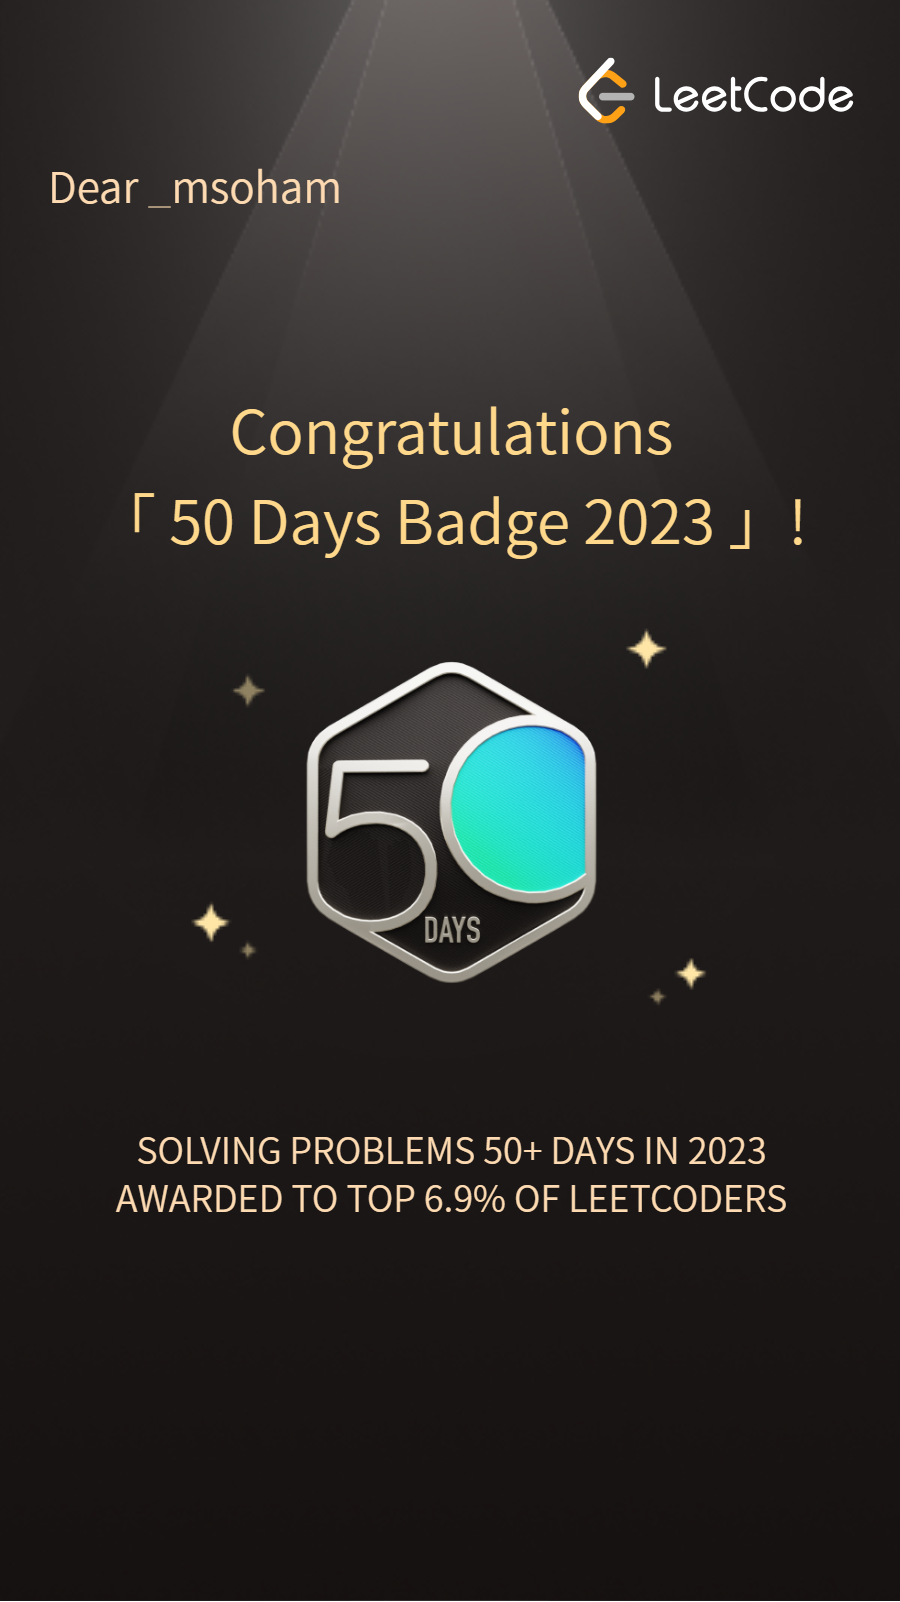 LeetCode
Dear _msoham
Congratulations
「 50 Days Badge 2023 」 !
50
DAYS
SOLVING PROBLEMS 50+ DAYS IN 2023
AWARDED TO TOP 6.9% OF LEETCODERS